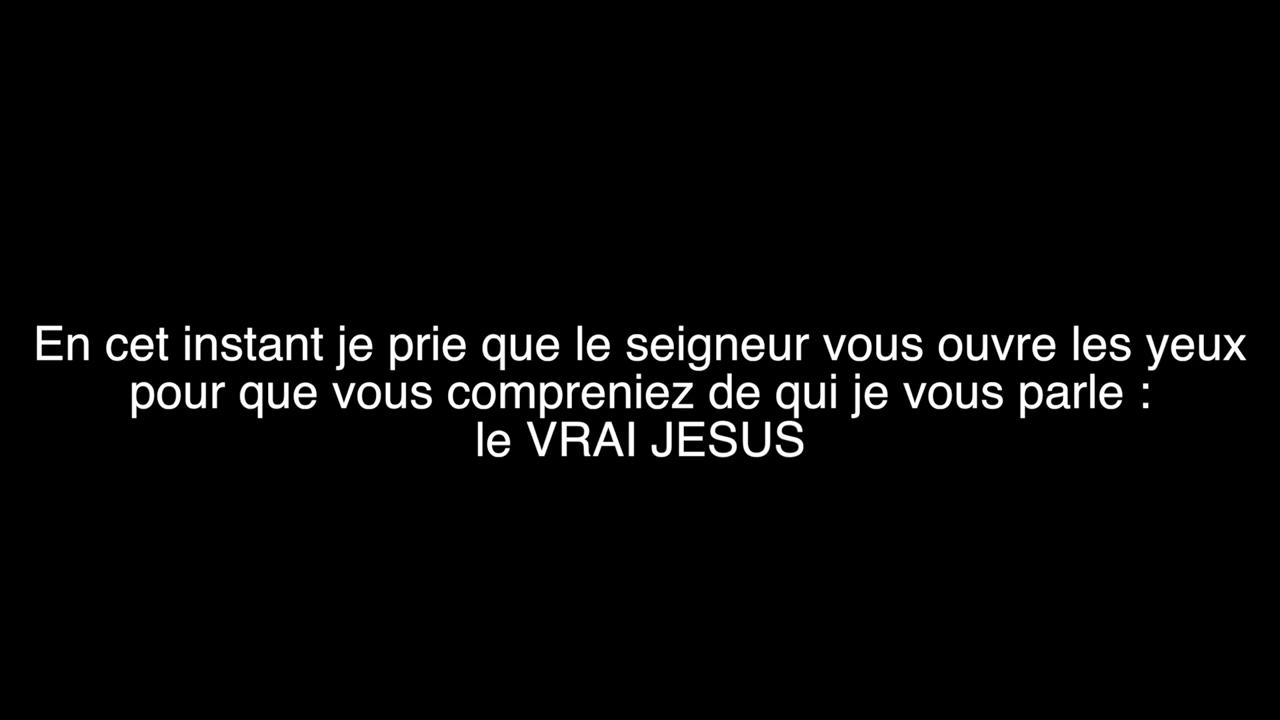 En cet instant je prie que le seigneur vous ouvre les yeux
pour que vous compreniez de qui je vous parle :
le VRAI JESUS